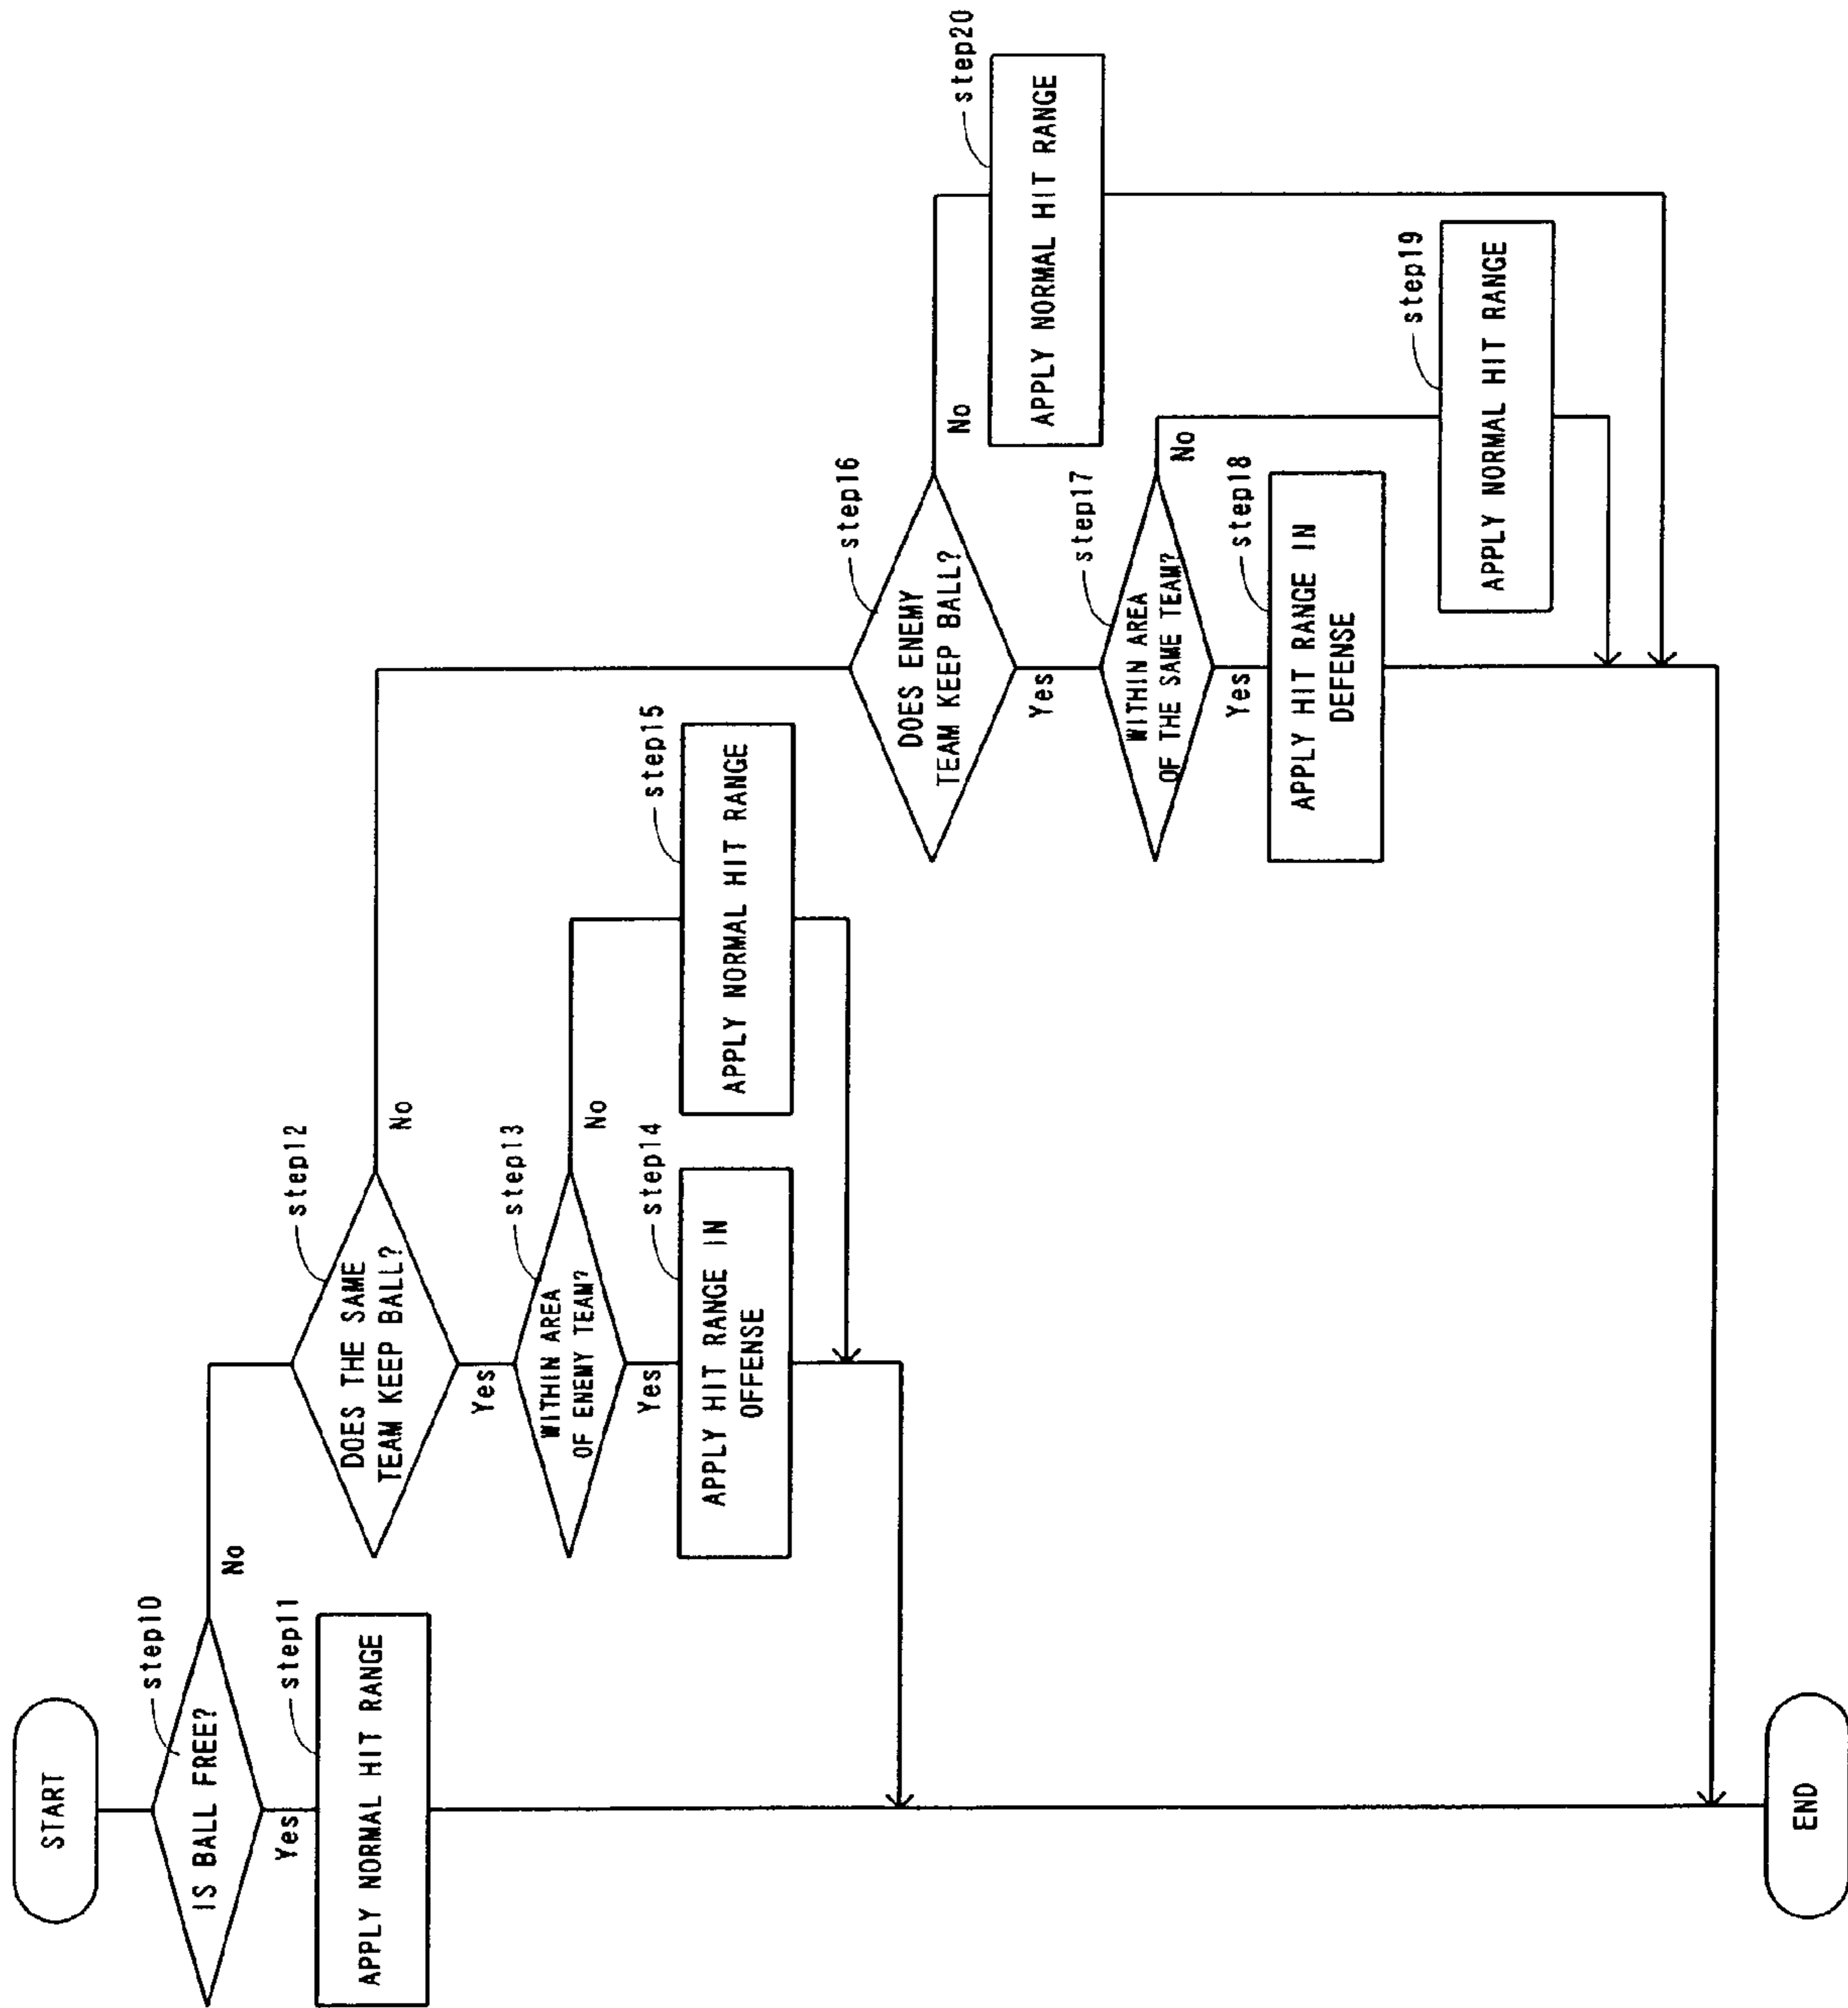 START
step10
IS BALL FREE?
No
Yes
step11
APPLY NORMAL HIT RANGE
step12
DOES THE SAME
TEAM KEEP BALL?
No
Yes
step13
WITHIN AREA
OF ENEMY TEAM?
No
Yes
step14
APPLY HIT RANGE IN
OFFENSE
step15
APPLY NORMAL HIT RANGE
step16
DOES ENEMY
TEAM KEEP BALL?
No
Yes
step17
WITHIN AREA
OF THE SAME TEAM?
No
Yes
step18
APPLY HIT RANGE IN
DEFENSE
step19
APPLY NORMAL HIT RANGE
step20
APPLY NORMAL HIT RANGE
END